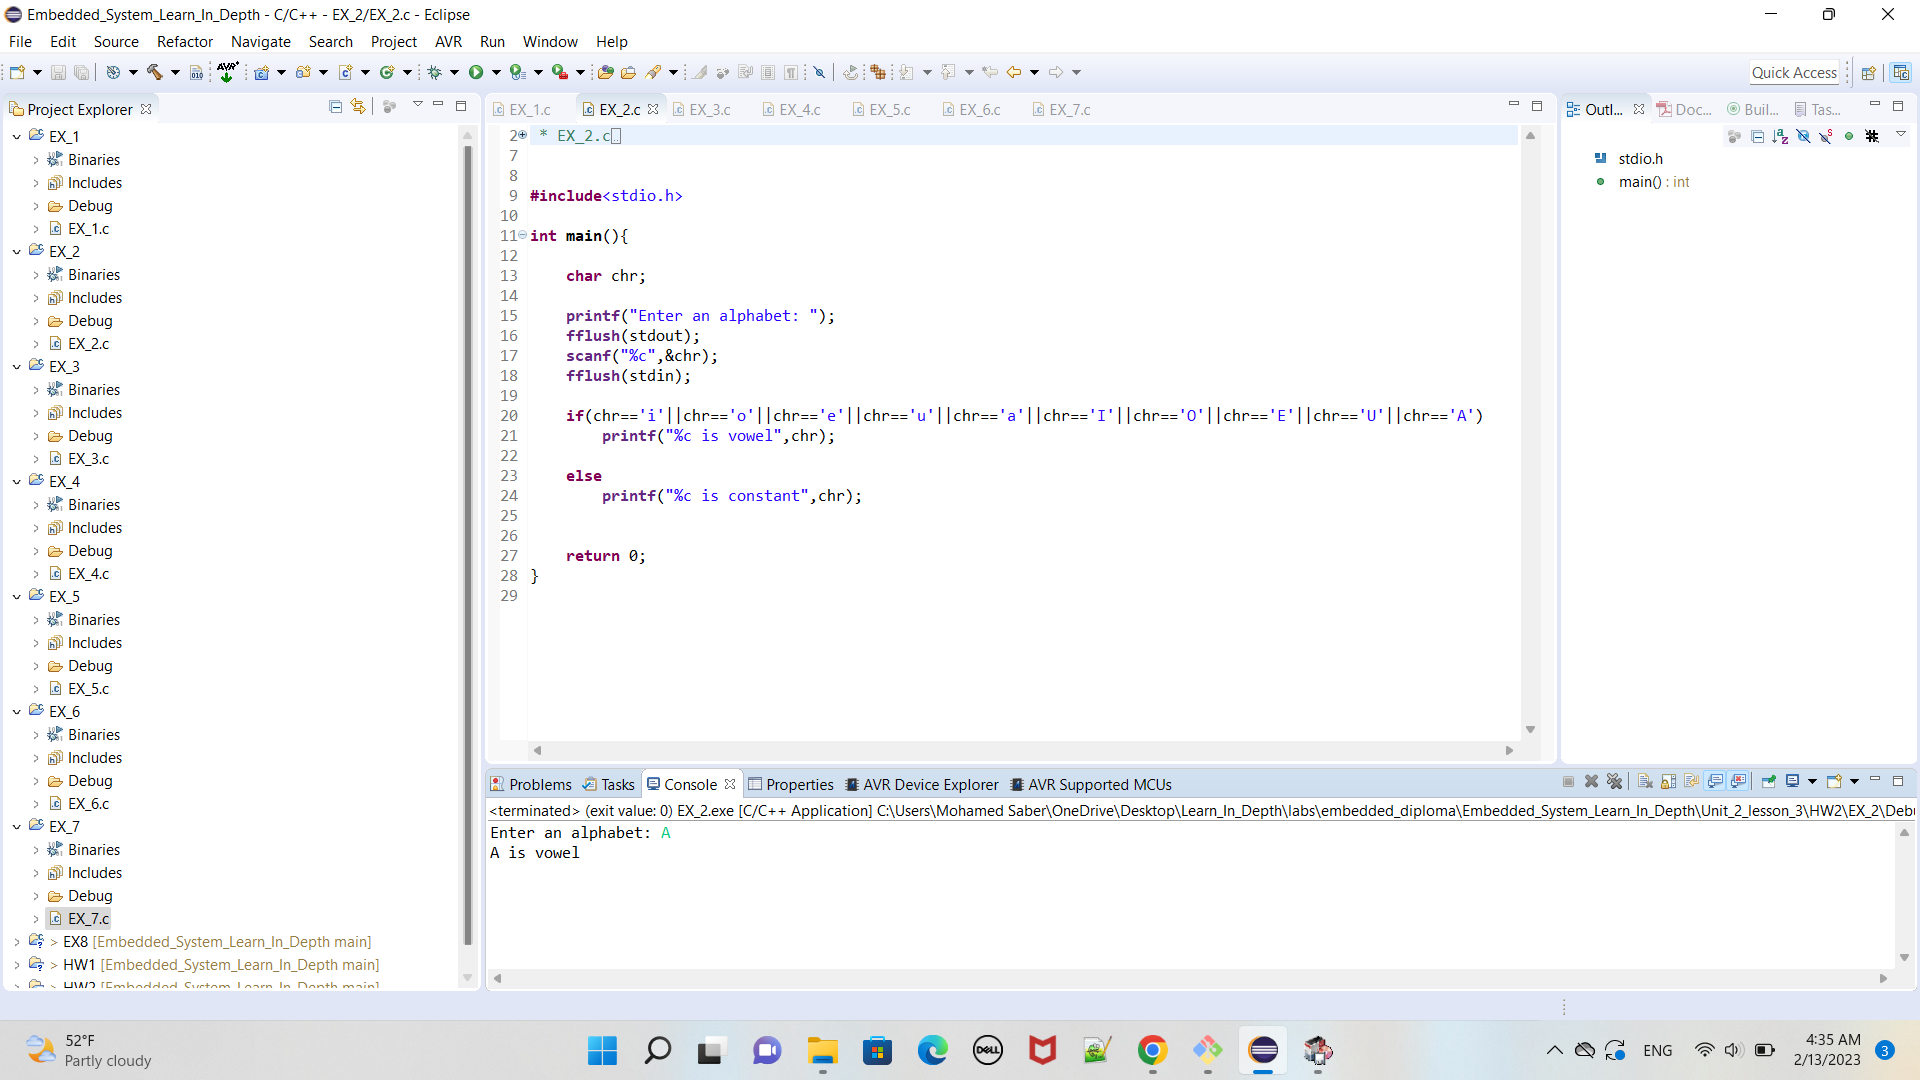 Embedded_System_Learn_In_Depth - C/C++ - EX_2/EX_2.c - Eclipse
File Edit Source Refactor Navigate Search Project AVR Run Window Help
Quick Access
Project Explorer
EX_1
Binaries
Includes
Debug
EX_1.c
EX_2
Binaries
Includes
Debug
EX_2.c
EX_3
Binaries
Includes
Debug
EX_3.c
EX_4
Binaries
Includes
Debug
EX_4.c
EX_5
Binaries
Includes
Debug
EX_5.c
EX_6
Binaries
Includes
Debug
EX_6.c
EX_7
Binaries
Includes
Debug
EX_7.c
> EX8 [Embedded_System_Learn_In_Depth main]
> HW1 [Embedded_System_Learn_In_Depth main]
> HW2 [Embedded_System_Learn_In_Depth main]
EX_1.c EX_2.c EX_3.c EX_4.c EX_5.c EX_6.c EX_7.c
2 * EX_2.c
7
8
9 #include<stdio.h>
10
11 int main(){
12
13 char chr;
14
15 printf("Enter an alphabet: ");
16 fflush(stdout);
17 scanf("%c",&chr);
18 fflush(stdin);
19
20 if(chr=='i'||chr=='o'||chr=='e'||chr=='u'||chr=='a'||chr=='I'||chr=='O'||chr=='E'||chr=='U'||chr=='A')
21 printf("%c is vowel",chr);
22
23 else
24 printf("%c is constant",chr);
25
26
27 return 0;
28 }
29
Outl... Doc... Buil... Tas...
stdio.h
main() : int
Problems Tasks Console Properties AVR Device Explorer AVR Supported MCUs
<terminated> (exit value: 0) EX_2.exe [C/C++ Application] C:\Users\Mohamed Saber\OneDrive\Desktop\Learn_In_Depth\labs\embedded_diploma\Embedded_System_Learn_In_Depth\Unit_2_lesson_3\HW2\EX_2\Deb
Enter an alphabet: A
A is vowel
52°F
Partly cloudy
DELL
ENG
4:35 AM
2/13/2023
3